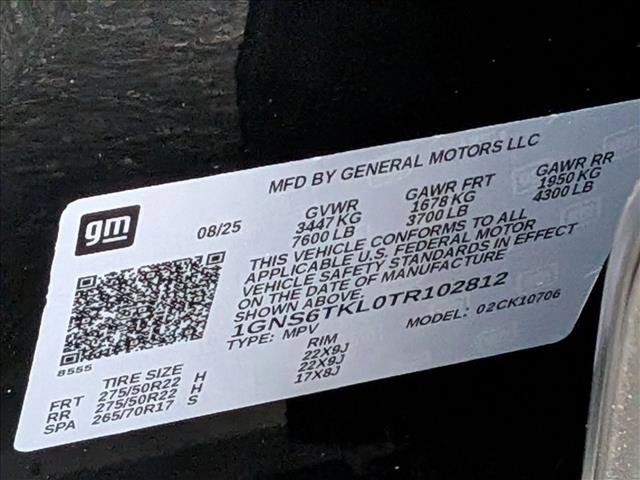 MFD BY GENERAL MOTORS LLC
gm
08/25
GVWR GAWR FRT GAWR RR
3447 KG 1678 KG 1950 KG
7600 LB 3700 LB 4300 LB
THIS VEHICLE CONFORMS TO ALL
APPLICABLE U.S. FEDERAL MOTOR
VEHICLE SAFETY STANDARDS IN EFFECT
ON THE DATE OF MANUFACTURE
SHOWN ABOVE.
1GNS6TKL0TR102812
TYPE: MPV MODEL: 02CK10706
8555
TIRE SIZE RIM
FRT 275/50R22 H 22X9J
RR 275/50R22 H 22X9J
SPA 265/70R17 S 17X8J